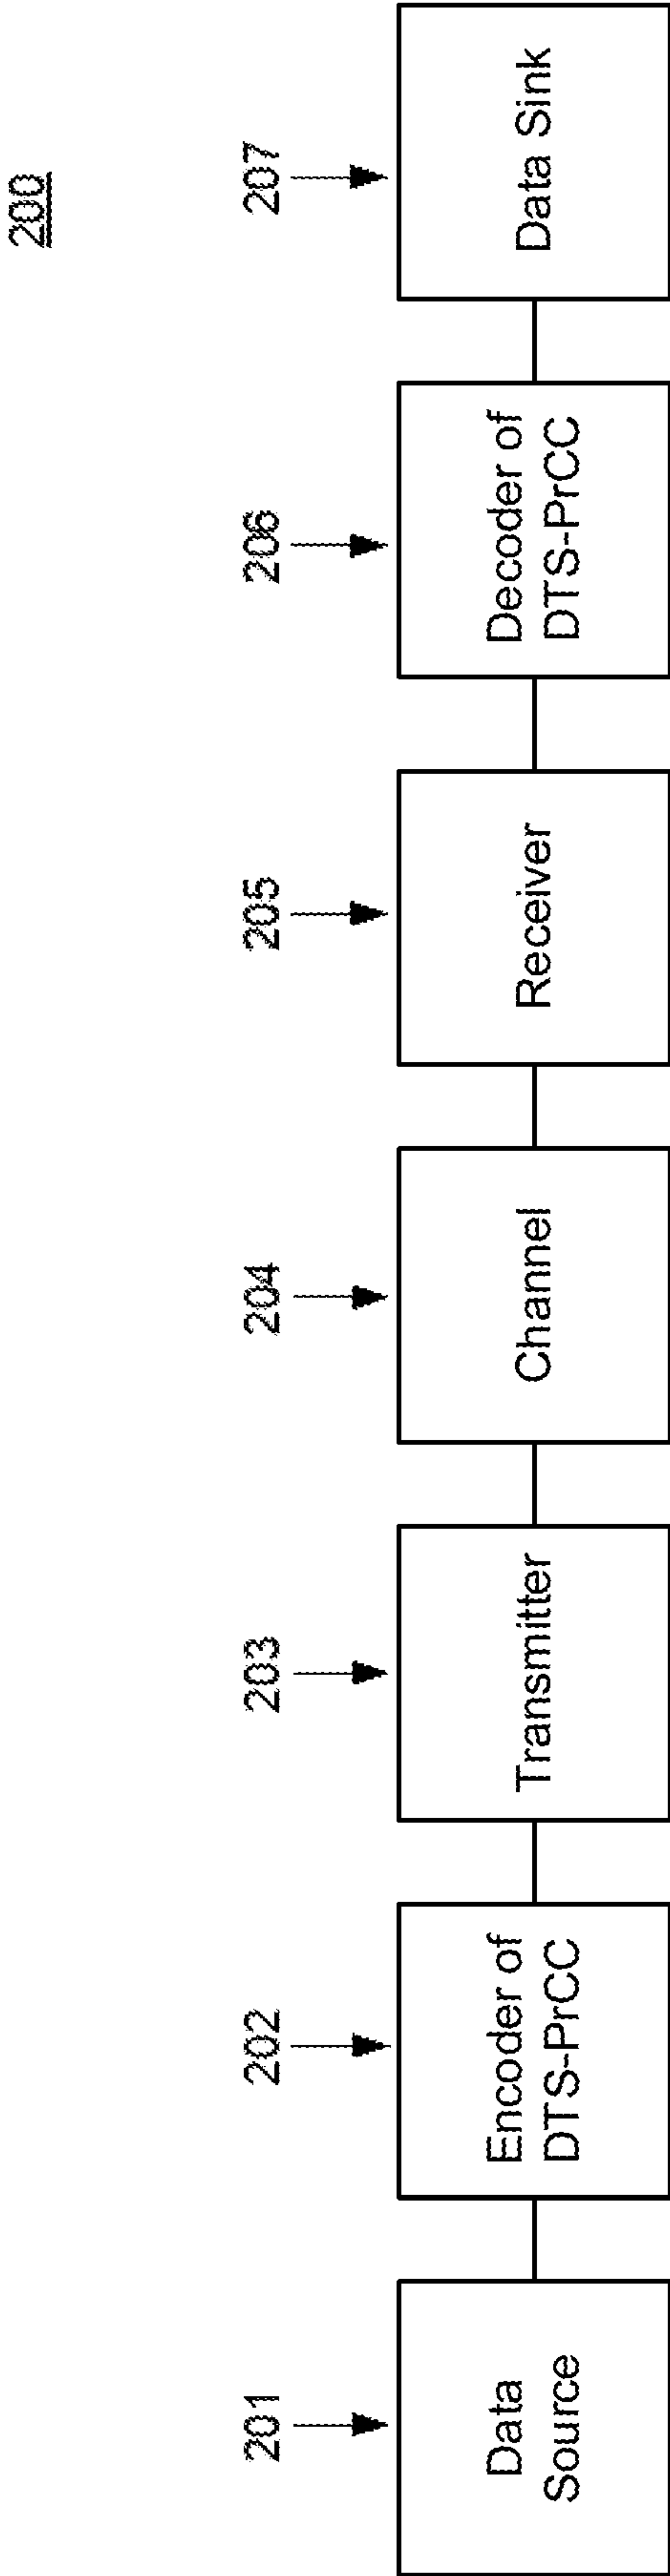 200
201
202
203
204
205
206
207
Data
Source
Encoder of
DTS-PrCC
Transmitter
Channel
Receiver
Decoder of
DTS-PrCC
Data Sink